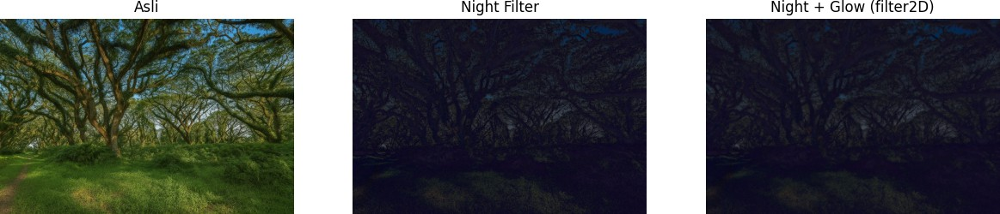 Asli
Night Filter
Night + Glow (filter2D)